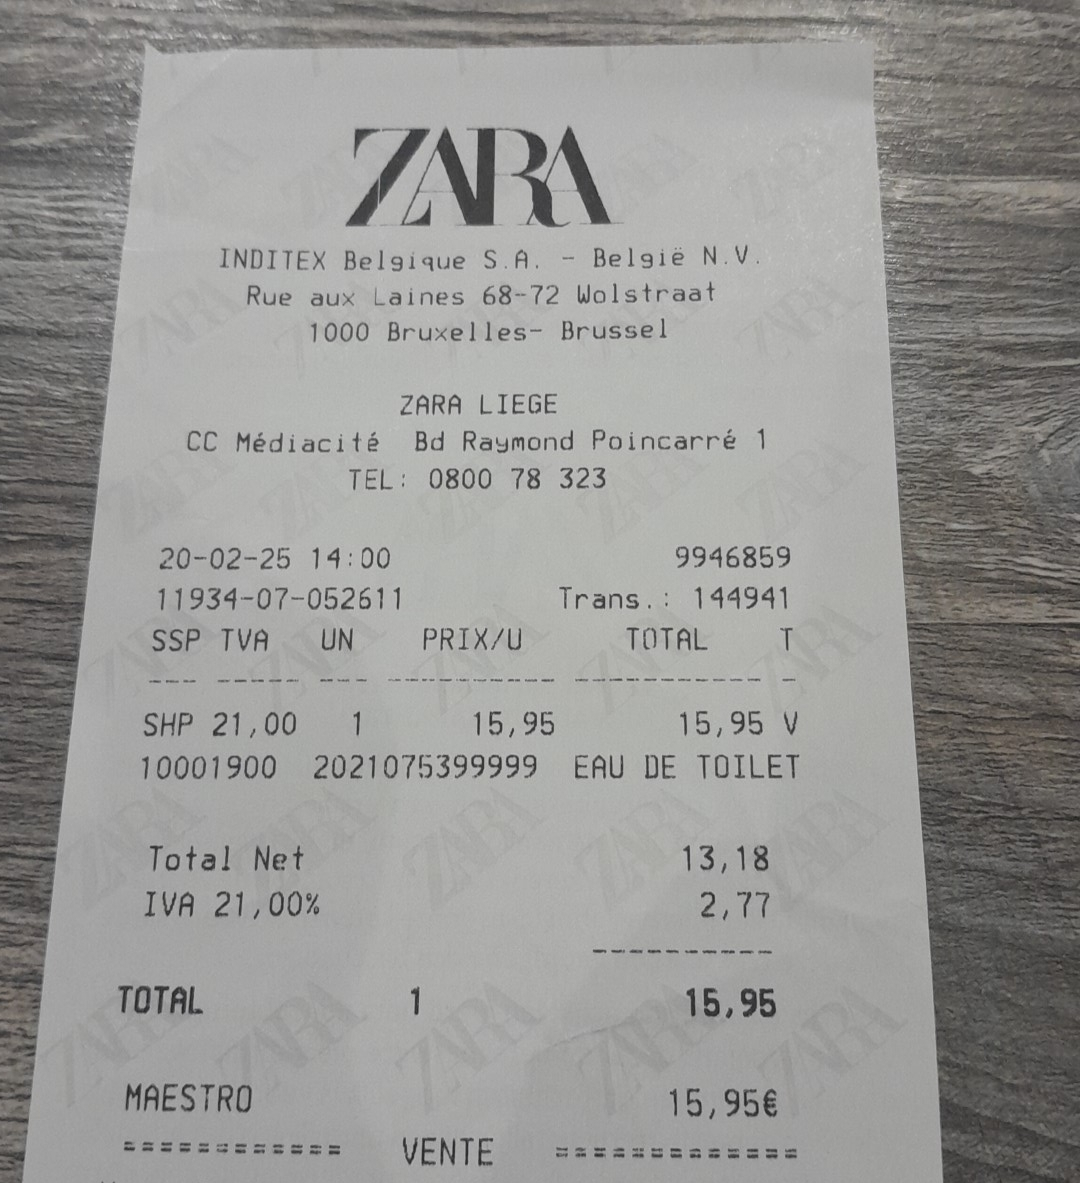 ZARA
INDITEX Belgique S.A. - België N.V.
Rue aux Laines 68-72 Wolstraat
1000 Bruxelles- Brussel
ZARA LIEGE
CC Médiacité Bd Raymond Poincarré 1
TEL: 0800 78 323
20-02-25 14:00 9946859
11934-07-052611 Trans.: 144941
SSP TVA UN PRIX/U TOTAL T
SHP 21,00 1 15,95 15,95 V
10001900 2021075399999 EAU DE TOILET
Total Net 13,18
IVA 21,00% 2,77
TOTAL 1 15,95
MAESTRO 15,95€
============ VENTE =============